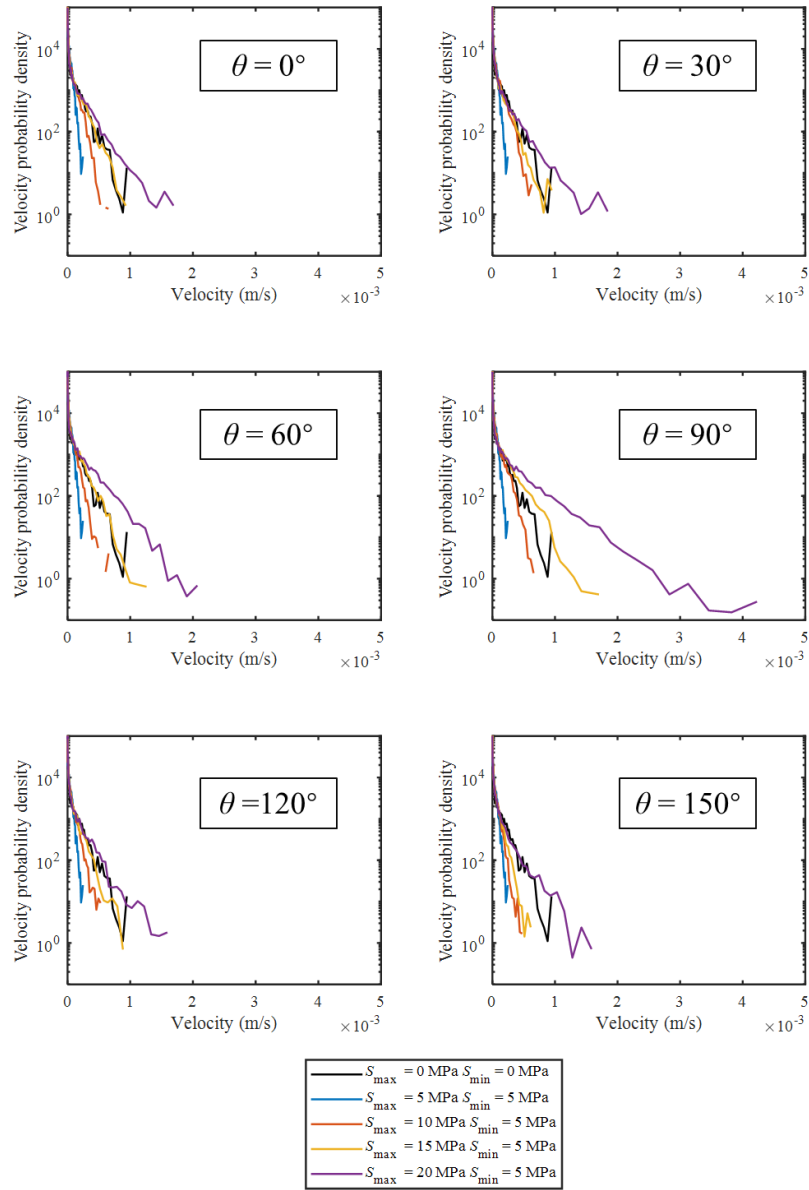 Velocity probability density
10^4
10^2
10^0
θ = 0°
0 1 2 3 4 5
Velocity (m/s)
×10^-3
Velocity probability density
10^4
10^2
10^0
θ = 30°
0 1 2 3 4 5
Velocity (m/s)
×10^-3
Velocity probability density
10^4
10^2
10^0
θ = 60°
0 1 2 3 4 5
Velocity (m/s)
×10^-3
Velocity probability density
10^4
10^2
10^0
θ = 90°
0 1 2 3 4 5
Velocity (m/s)
×10^-3
Velocity probability density
10^4
10^2
10^0
θ =120°
0 1 2 3 4 5
Velocity (m/s)
×10^-3
Velocity probability density
10^4
10^2
10^0
θ = 150°
0 1 2 3 4 5
Velocity (m/s)
×10^-3
S_max = 0 MPa S_min = 0 MPa
S_max = 5 MPa S_min = 5 MPa
S_max = 10 MPa S_min = 5 MPa
S_max = 15 MPa S_min = 5 MPa
S_max = 20 MPa S_min = 5 MPa